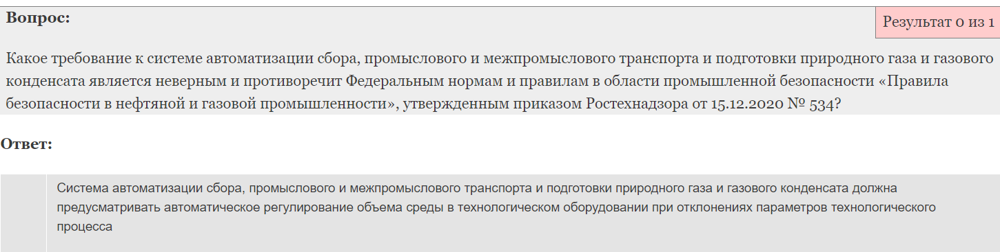 Вопрос:
Результат 0 из 1
Какое требование к системе автоматизации сбора, промыслового и межпромыслового транспорта и подготовки природного газа и газового
конденсата является неверным и противоречит Федеральным нормам и правилам в области промышленной безопасности «Правила
безопасности в нефтяной и газовой промышленности», утвержденным приказом Ростехнадзора от 15.12.2020 № 534?
Ответ:
Система автоматизации сбора, промыслового и межпромыслового транспорта и подготовки природного газа и газового конденсата должна
предусматривать автоматическое регулирование объема среды в технологическом оборудовании при отклонениях параметров технологического
процесса